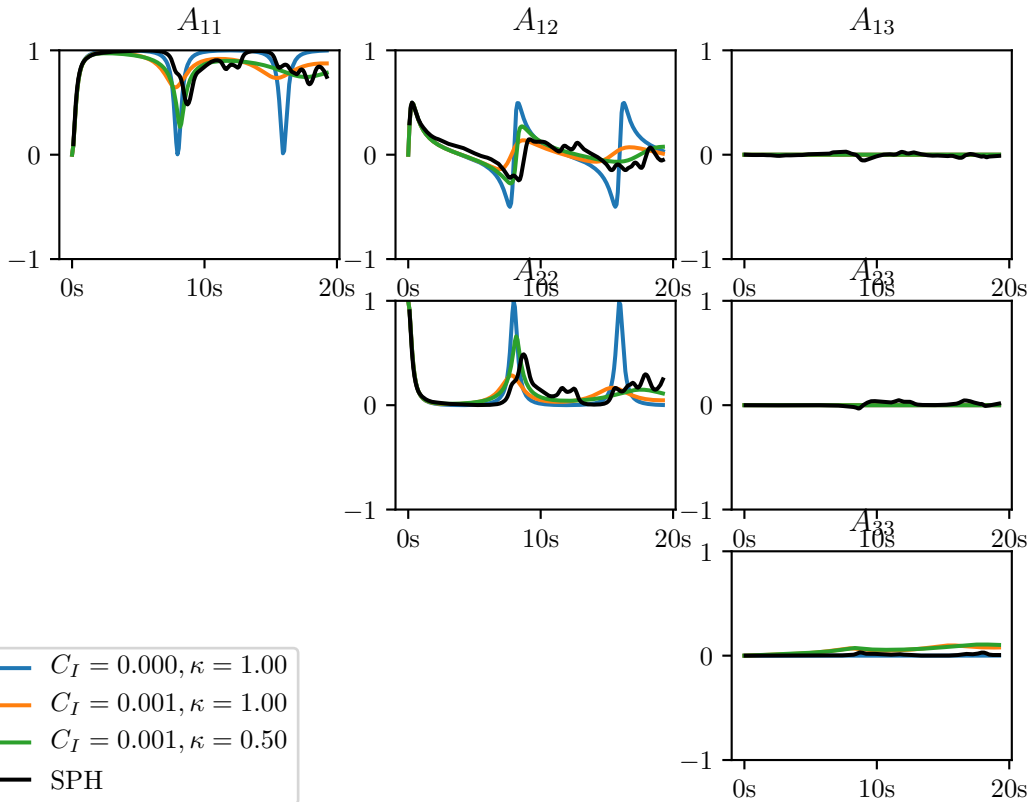 A₁₁ A₁₂ A₁₃
1 1 1
0 0 0
−1 −1 −1
0s 10s 20s 0s 10s 20s 0s 10s 20s
A₂₂ A₂₃
1 1
0 0
−1 −1
0s 10s 20s 0s 10s 20s
A₃₃
1
0
−1
0s 10s 20s
C_I = 0.000, κ = 1.00
C_I = 0.001, κ = 1.00
C_I = 0.001, κ = 0.50
SPH